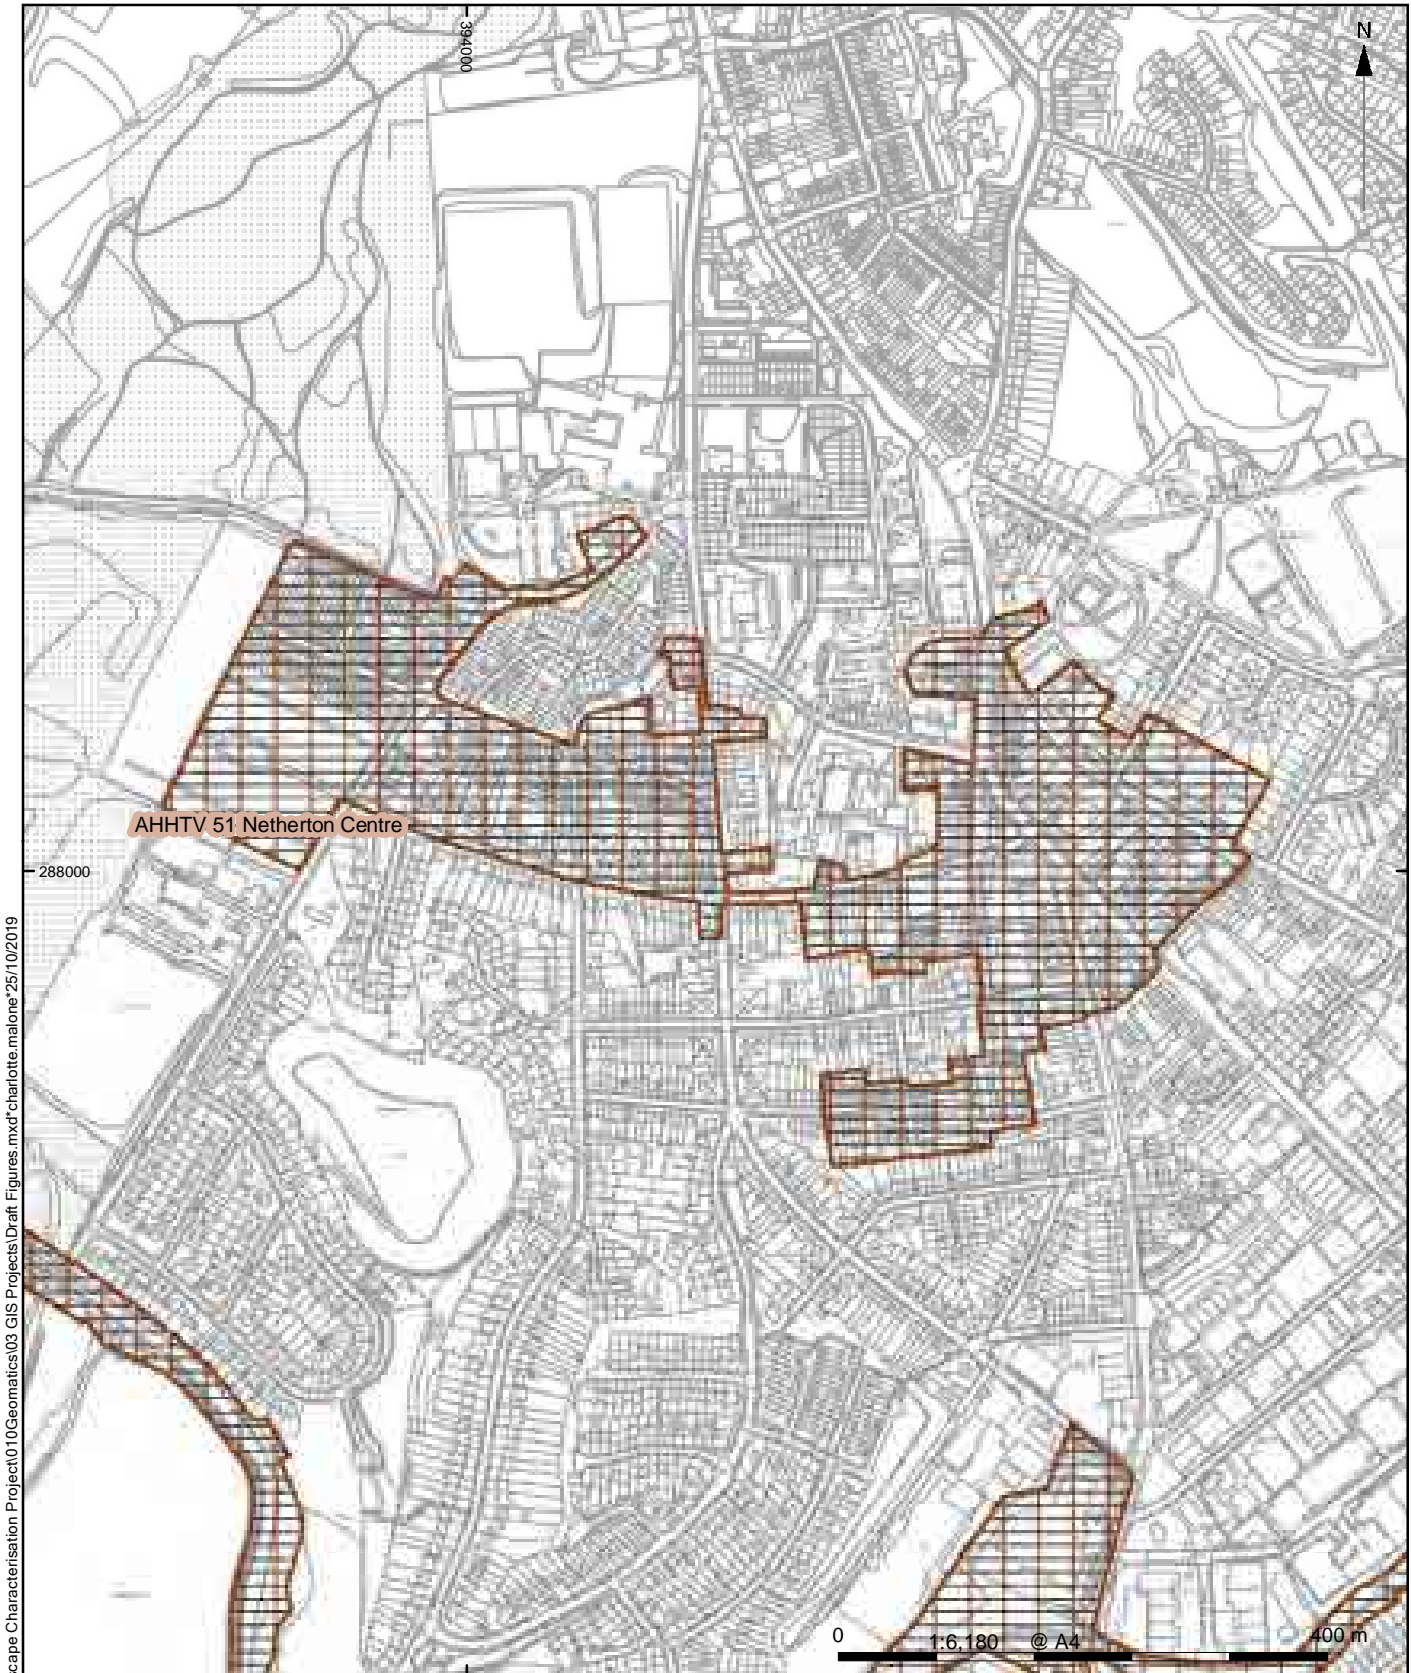 394000
N
AHHTV 51 Netherton Centre
288000
cape Characterisation Project\010Geomatics\03 GIS Projects\Draft Figures.mxd*charlotte.malone*25/10/2019
0 1:6,180 @ A4 400 m